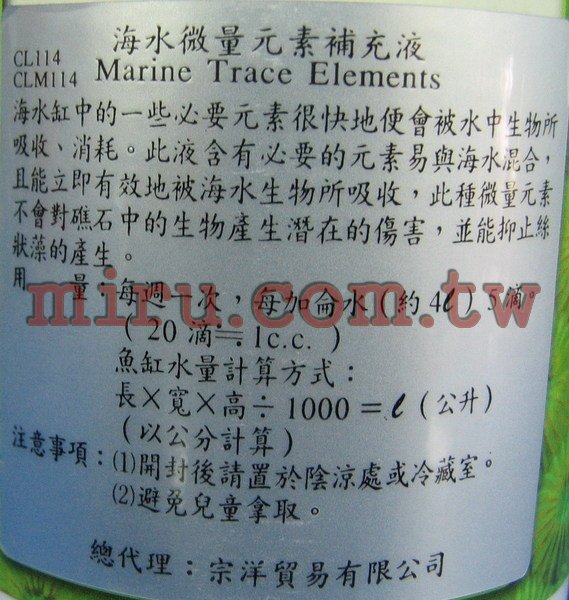 海水微量元素補充液
CL114
CLM114 Marine Trace Elements
海水缸中的一些必要元素很快地便會被水中生物所
吸收、消耗。此液含有必要的元素易與海水混合,
且能立即有效地被海水生物所吸收,此種微量元素
不會對礁石中的生物產生潛在的傷害,並能抑止絲
狀藻的產生。
用 量:每週一次,每加侖水(約4ℓ)5滴。
(20滴≒1c.c.)
魚缸水量計算方式:
長×寬×高÷1000=ℓ(公升)
(以公分計算)
注意事項:(1)開封後請置於陰涼處或冷藏室。
(2)避免兒童拿取。
總代理:宗洋貿易有限公司
miru.com.tw